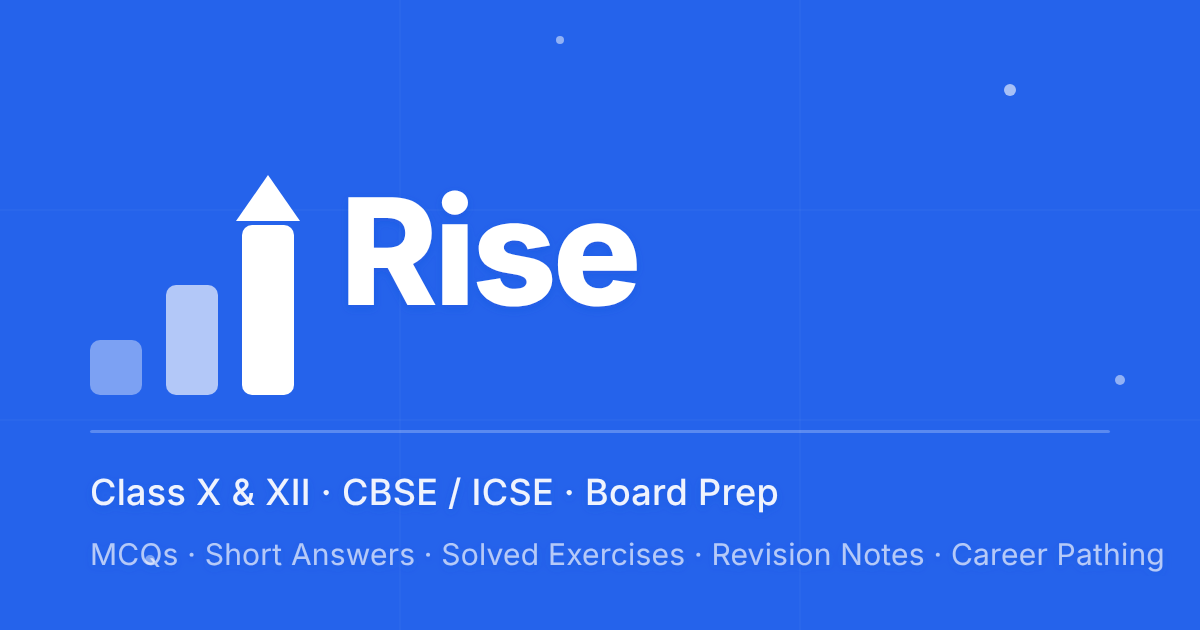 Rise
Class X & XII · CBSE / ICSE · Board Prep
MCQs · Short Answers · Solved Exercises · Revision Notes · Career Pathing